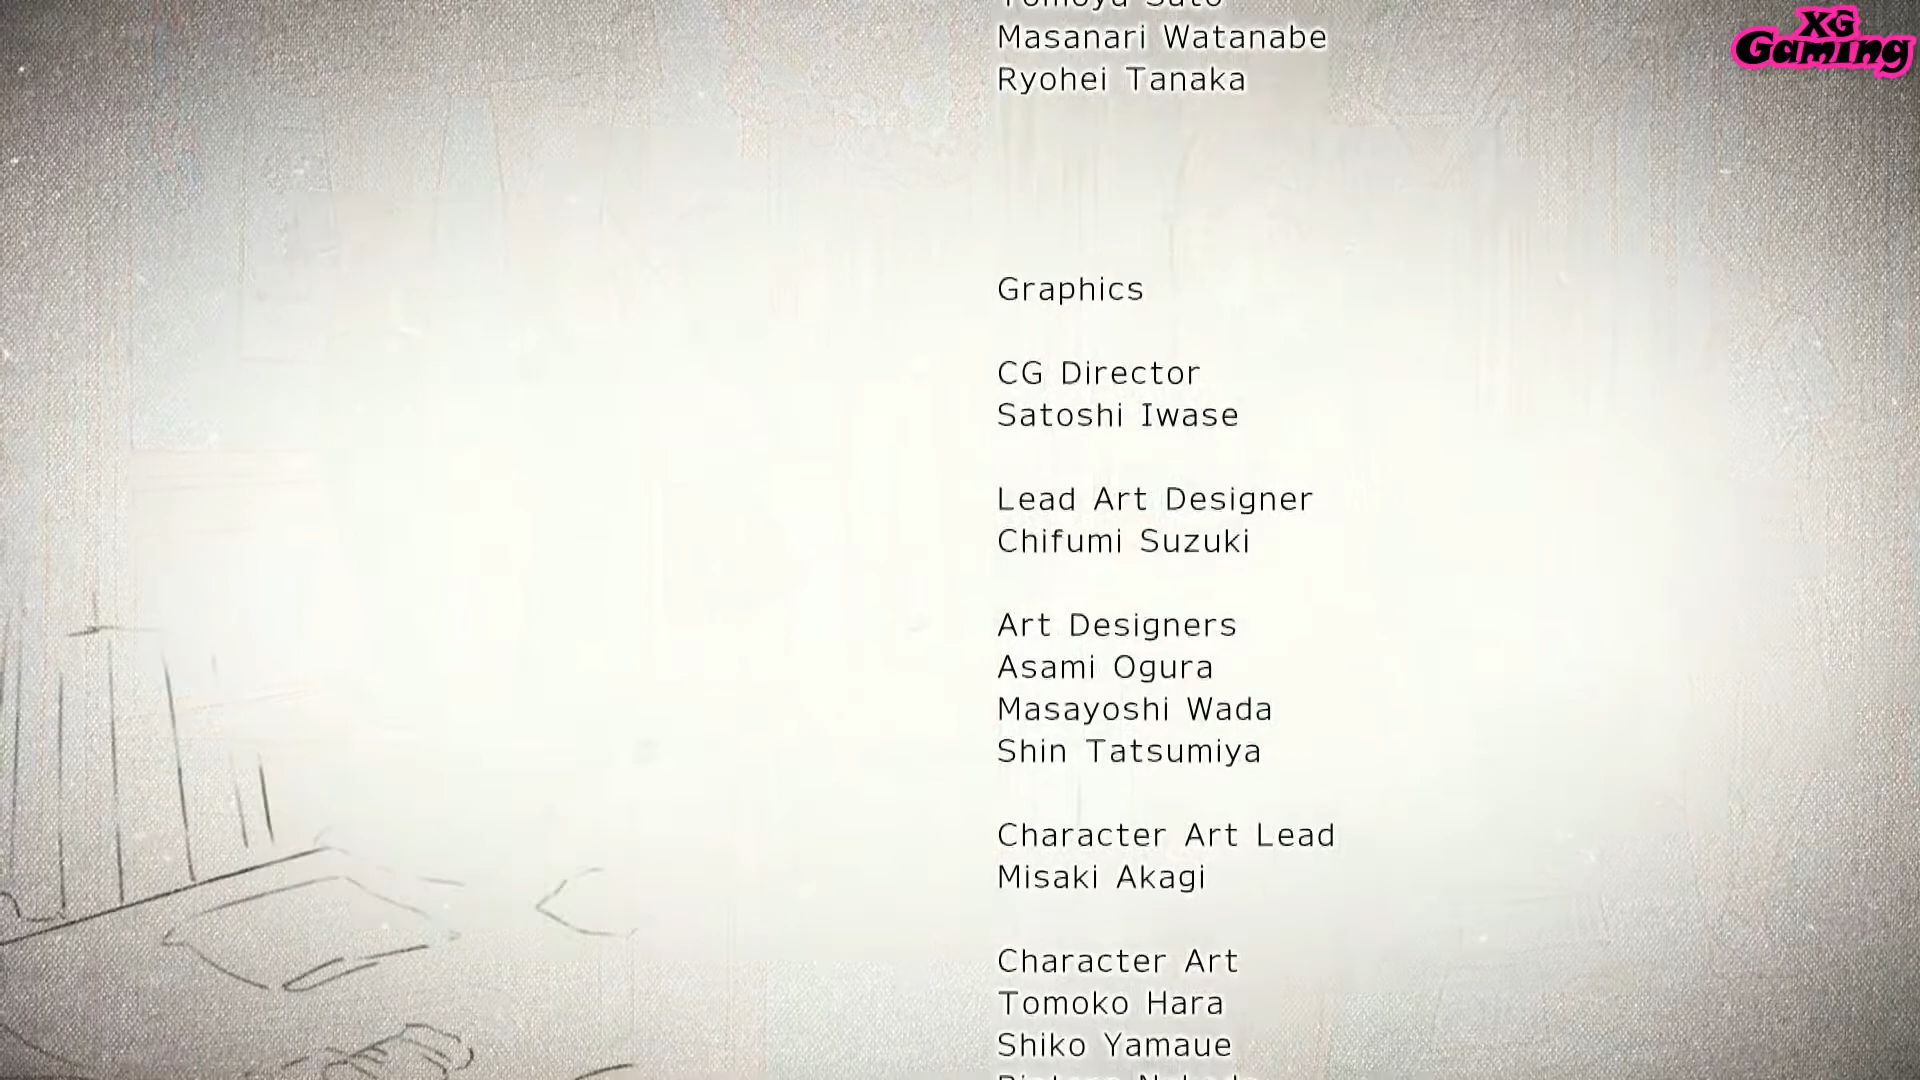 XG
Gaming
Masanari Watanabe
Ryohei Tanaka
Graphics
CG Director
Satoshi Iwase
Lead Art Designer
Chifumi Suzuki
Art Designers
Asami Ogura
Masayoshi Wada
Shin Tatsumiya
Character Art Lead
Misaki Akagi
Character Art
Tomoko Hara
Shiko Yamaue